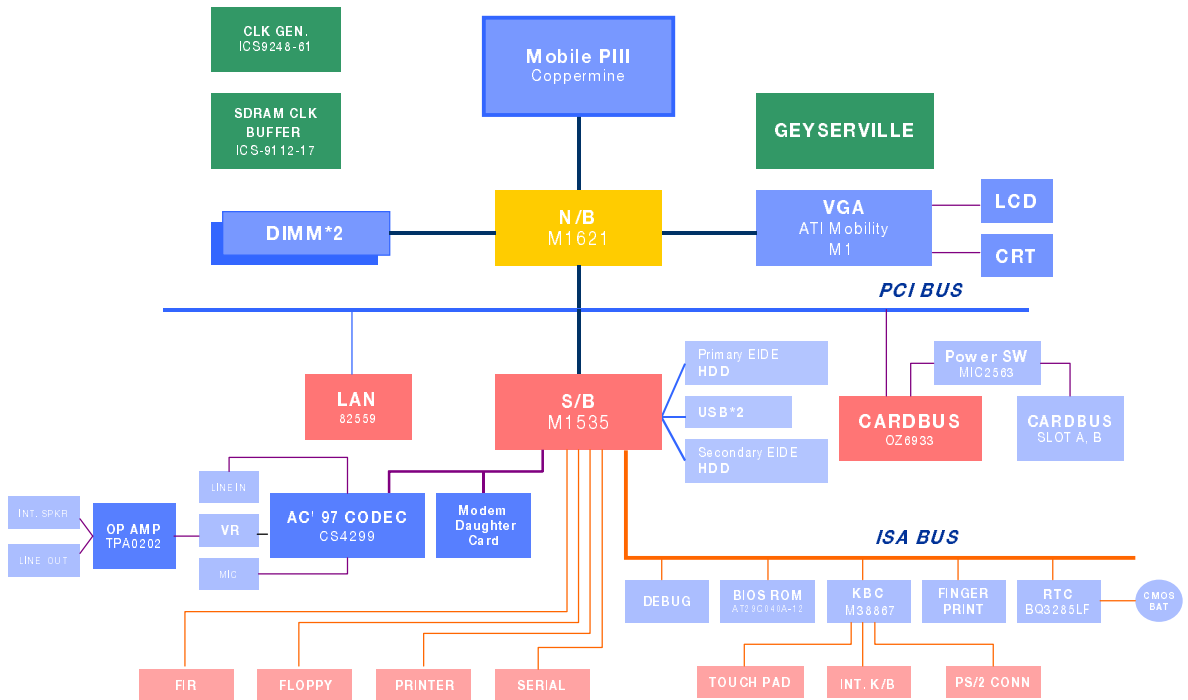 CLK GEN.
ICS9248-61
Mobile PIII
Coppermine
SDRAM CLK
BUFFER
ICS-9112-17
GEYSERVILLE
DIMM*2
N/B
M1621
VGA
ATI Mobility
M1
LCD
CRT
PCI BUS
LAN
82559
S/B
M1535
Primary EIDE
HDD
USB*2
Secondary EIDE
HDD
Power SW
MIC2563
CARDBUS
OZ6933
CARDBUS
SLOT A, B
LINE IN
INT. SPKR
LINE OUT
OP AMP
TPA0202
VR
MIC
AC' 97 CODEC
CS4299
Modem
Daughter
Card
ISA BUS
DEBUG
BIOS ROM
AT29C040A-12
KBC
M38867
FINGER
PRINT
RTC
BQ3285LF
CMOS
BAT
FIR
FLOPPY
PRINTER
SERIAL
TOUCH PAD
INT. K/B
PS/2 CONN